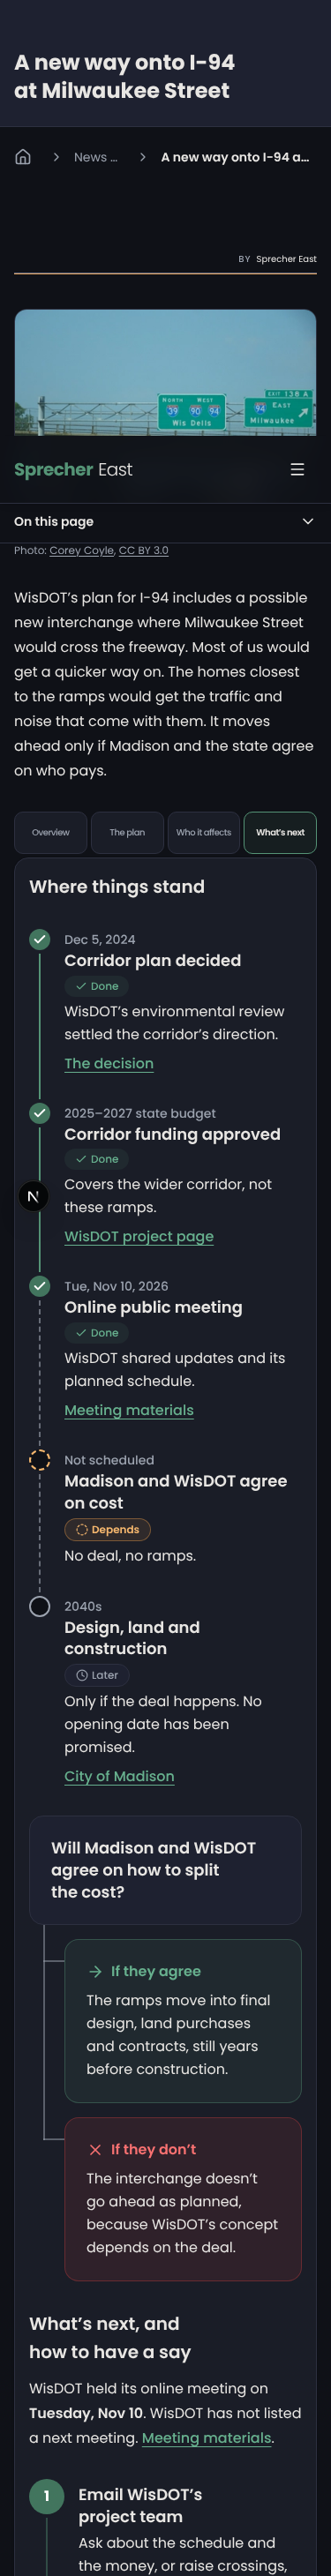 A new way onto I-94
at Milwaukee Street
News ...
A new way onto I-94 a...
BY Sprecher East
NORTH WEST
39 90 94
Wis Dells
EXIT 138 A
94 EAST
Milwaukee
Sprecher East
On this page
Photo: Corey Coyle, CC BY 3.0
WisDOT’s plan for I-94 includes a possible
new interchange where Milwaukee Street
would cross the freeway. Most of us would
get a quicker way on. The homes closest
to the ramps would get the traffic and
noise that come with them. It moves
ahead only if Madison and the state agree
on who pays.
Overview
The plan
Who it affects
What’s next
Where things stand
Dec 5, 2024
Corridor plan decided
Done
WisDOT’s environmental review
settled the corridor’s direction.
The decision
2025–2027 state budget
Corridor funding approved
Done
Covers the wider corridor, not
these ramps.
N
WisDOT project page
Tue, Nov 10, 2026
Online public meeting
Done
WisDOT shared updates and its
planned schedule.
Meeting materials
Not scheduled
Madison and WisDOT agree
on cost
Depends
No deal, no ramps.
2040s
Design, land and
construction
Later
Only if the deal happens. No
opening date has been
promised.
City of Madison
Will Madison and WisDOT
agree on how to split
the cost?
If they agree
The ramps move into final
design, land purchases
and contracts, still years
before construction.
If they don’t
The interchange doesn’t
go ahead as planned,
because WisDOT’s concept
depends on the deal.
What’s next, and
how to have a say
WisDOT held its online meeting on
Tuesday, Nov 10. WisDOT has not listed
a next meeting. Meeting materials.
1
Email WisDOT’s
project team
Ask about the schedule and
the money, or raise crossings,